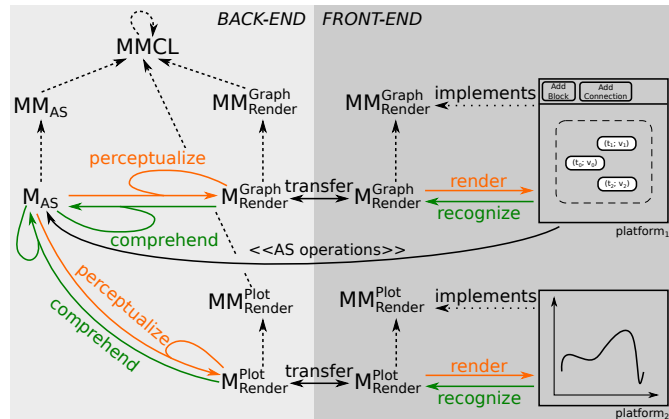 BACK-END FRONT-END
MMCL
MM_AS
MM^Graph_Render
MM^Graph_Render
implements
Add Block
Add Connection
(t₁; v₁)
(t₀; v₀)
(t₂; v₂)
platform₁
perceptualize
M_AS
M^Graph_Render
transfer
M^Graph_Render
render
recognize
comprehend
<<AS operations>>
MM^Plot_Render
MM^Plot_Render
implements
perceptualize
comprehend
M^Plot_Render
transfer
M^Plot_Render
render
recognize
platform₂